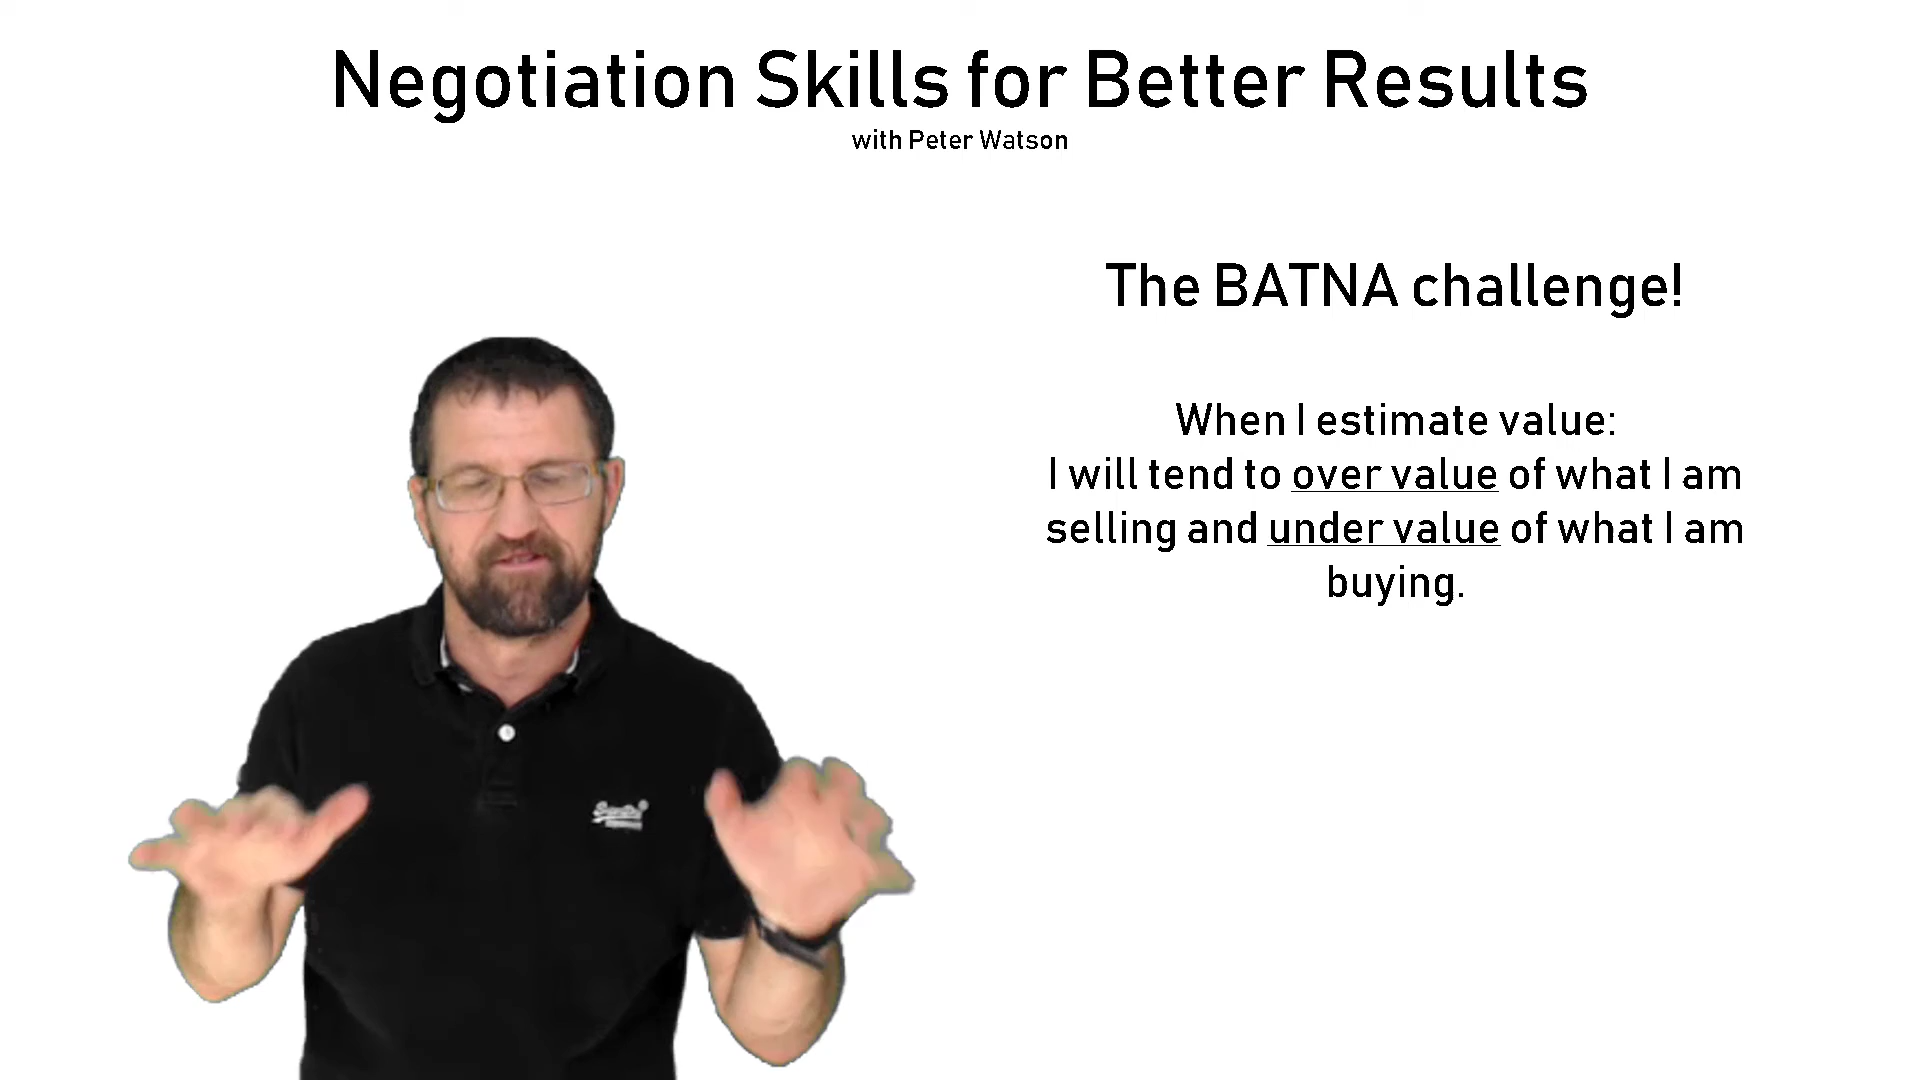 Negotiation Skills for Better Results
with Peter Watson
The BATNA challenge!
When I estimate value:
I will tend to over value of what I am
selling and under value of what I am
buying.